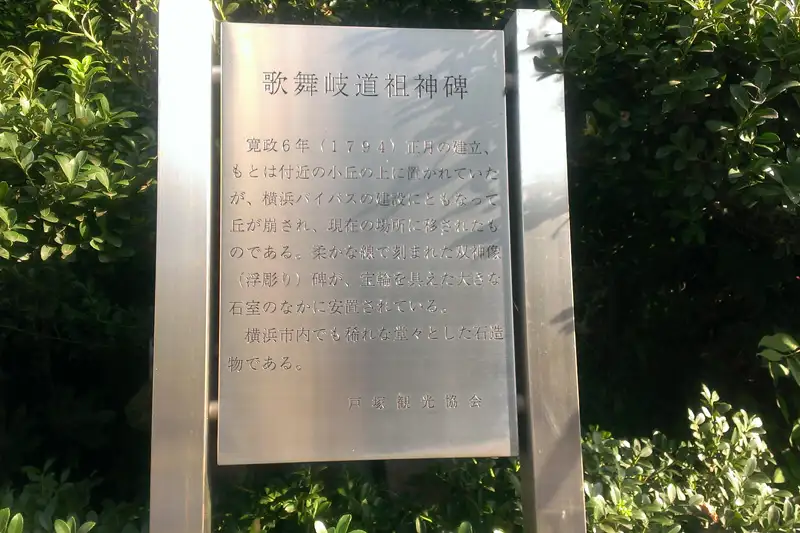 歌舞岐道祖神碑
寛政6年（1794）正月の建立、
もとは付近の小丘の上に置かれていた
が、横浜バイパスの建設にともなって
丘が崩され、現在の場所に移されたも
のである。柔かな線で刻まれた双神像
（浮彫り）碑が、宝輪を具えた大きな
石室のなかに安置されている。
横浜市内でも稀れな堂々とした石造
物である。
戸塚観光協会